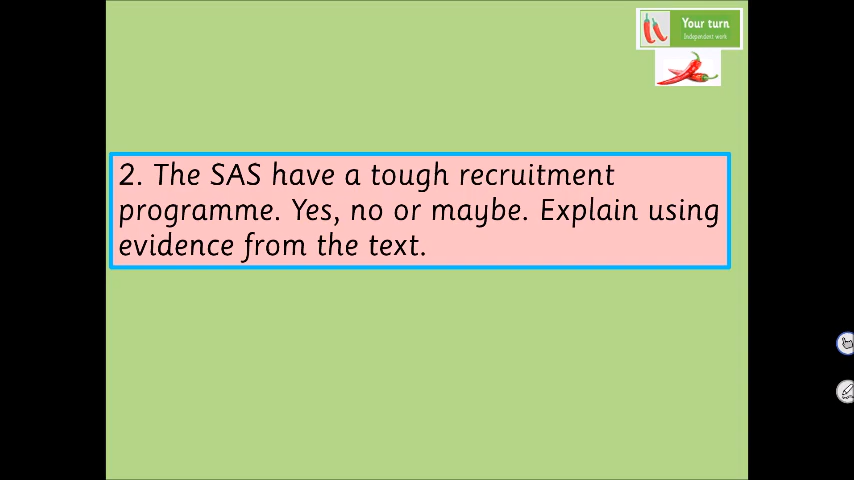 Your turn
Independent work
2. The SAS have a tough recruitment
programme. Yes, no or maybe. Explain using
evidence from the text.